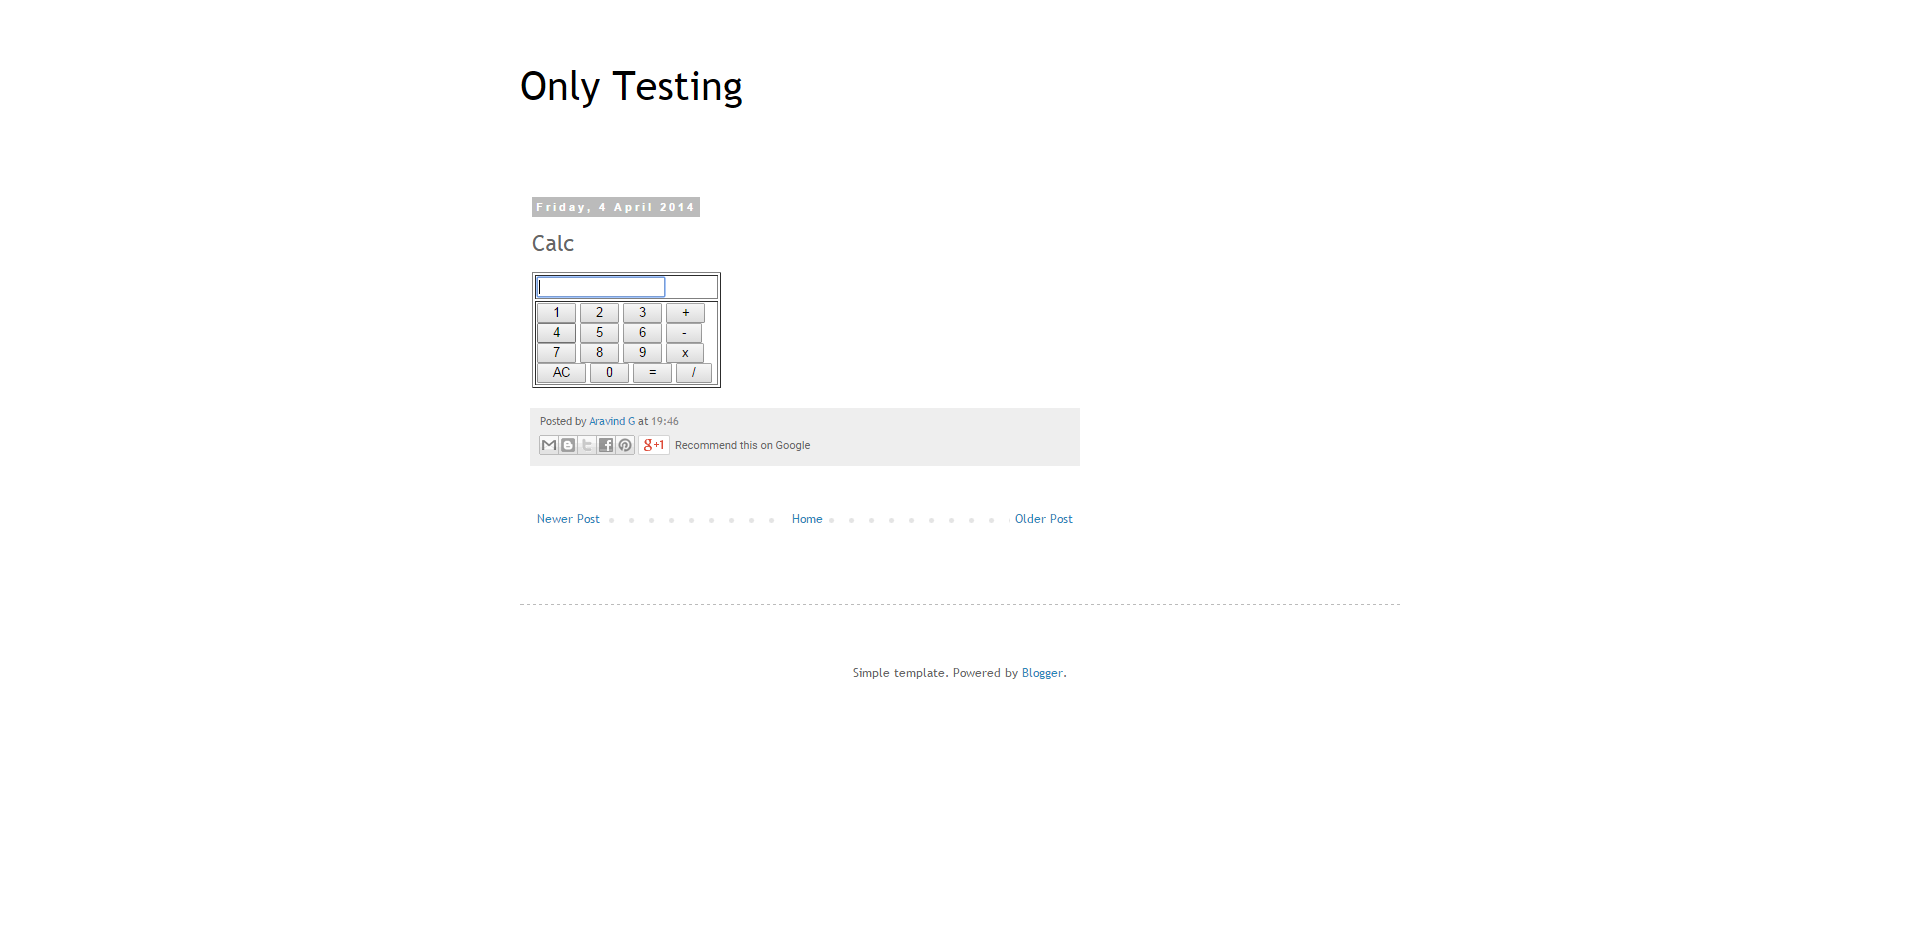 Only Testing
Friday, 4 April 2014
Calc
1 2 3 +
4 5 6 -
7 8 9 x
AC 0 = /
Posted by Aravind G at 19:46
g+1 Recommend this on Google
Newer Post Home Older Post
Simple template. Powered by Blogger.